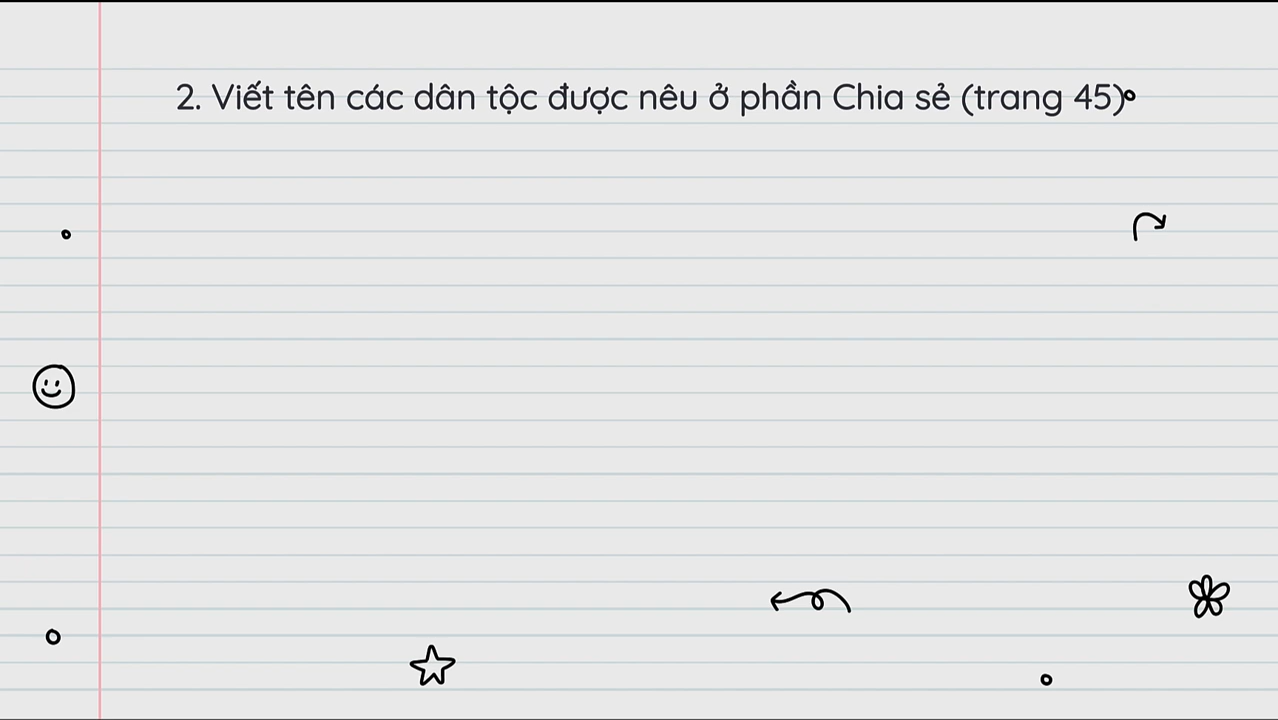 2. Viết tên các dân tộc được nêu ở phần Chia sẻ (trang 45)